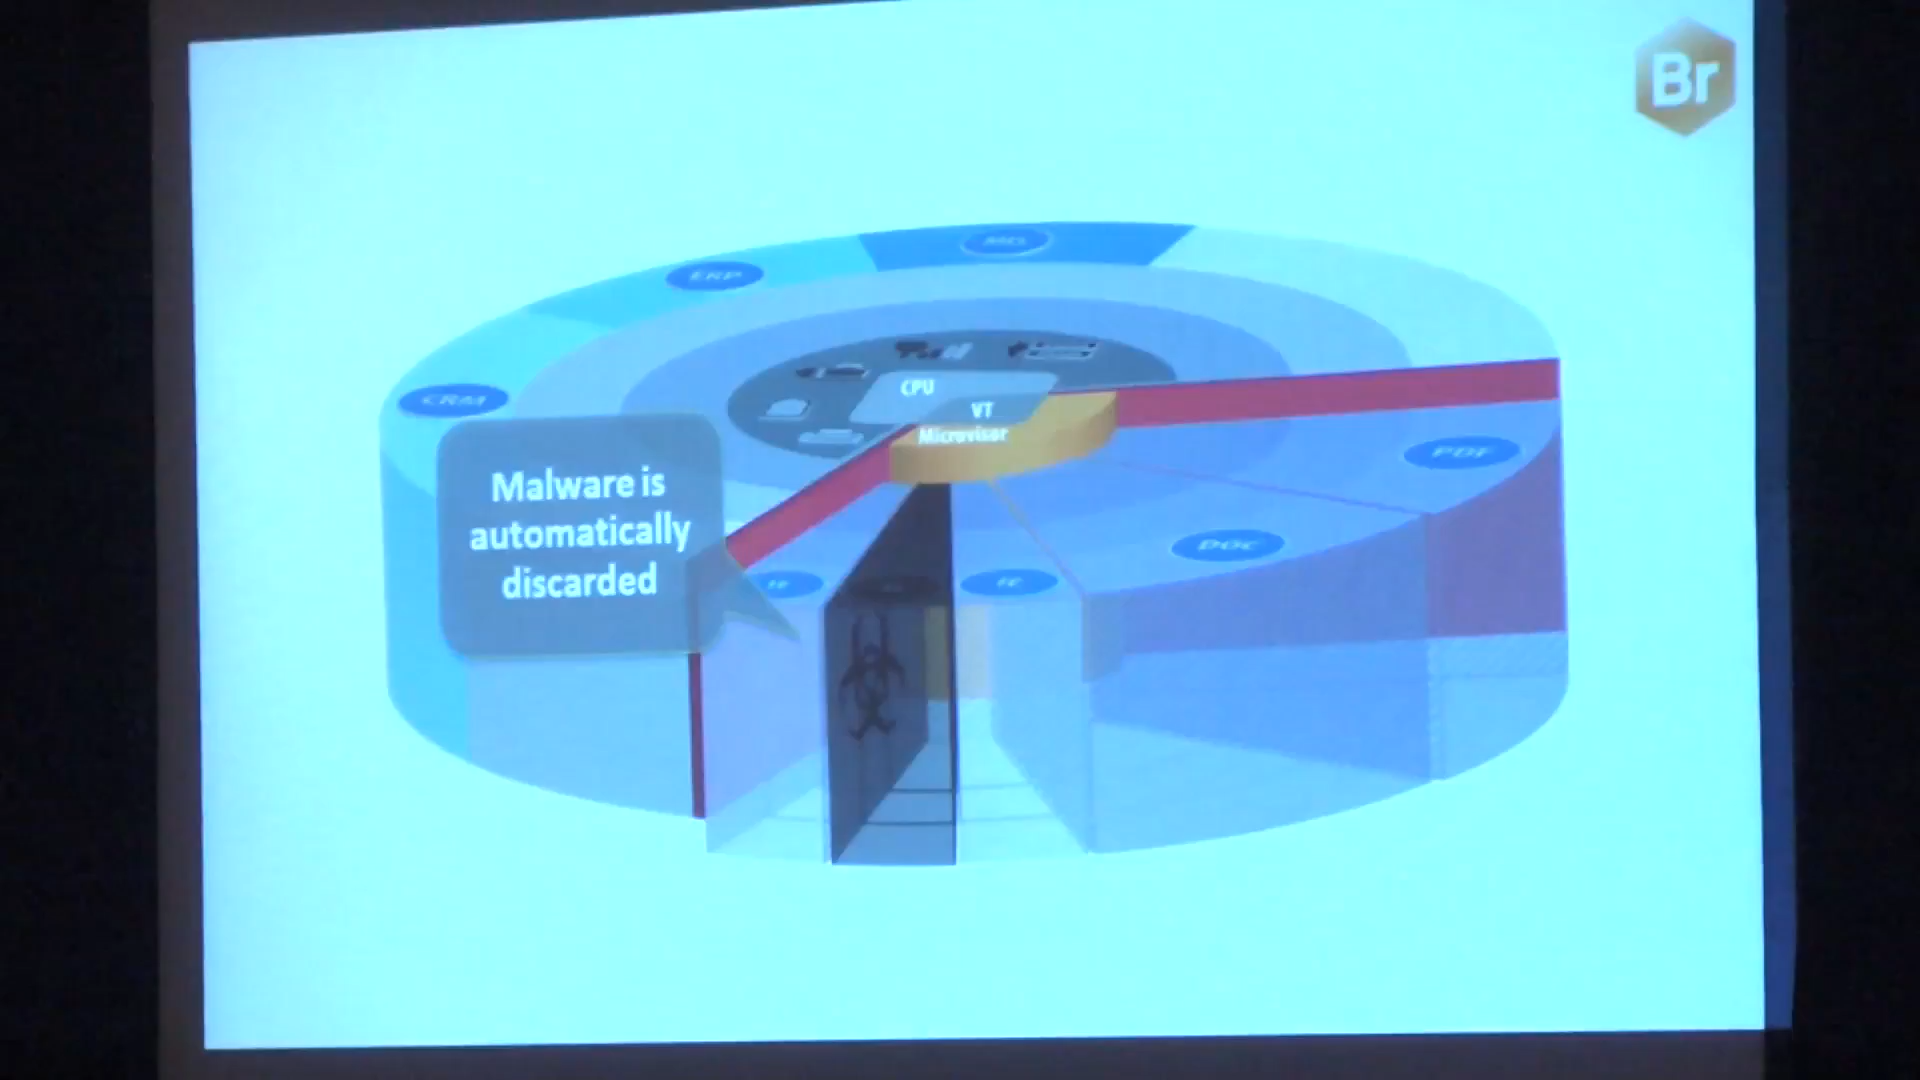 Br
ERP
CRM
CPU
VT
Microvisor
PDF
Malware is
automatically
discarded
DOC